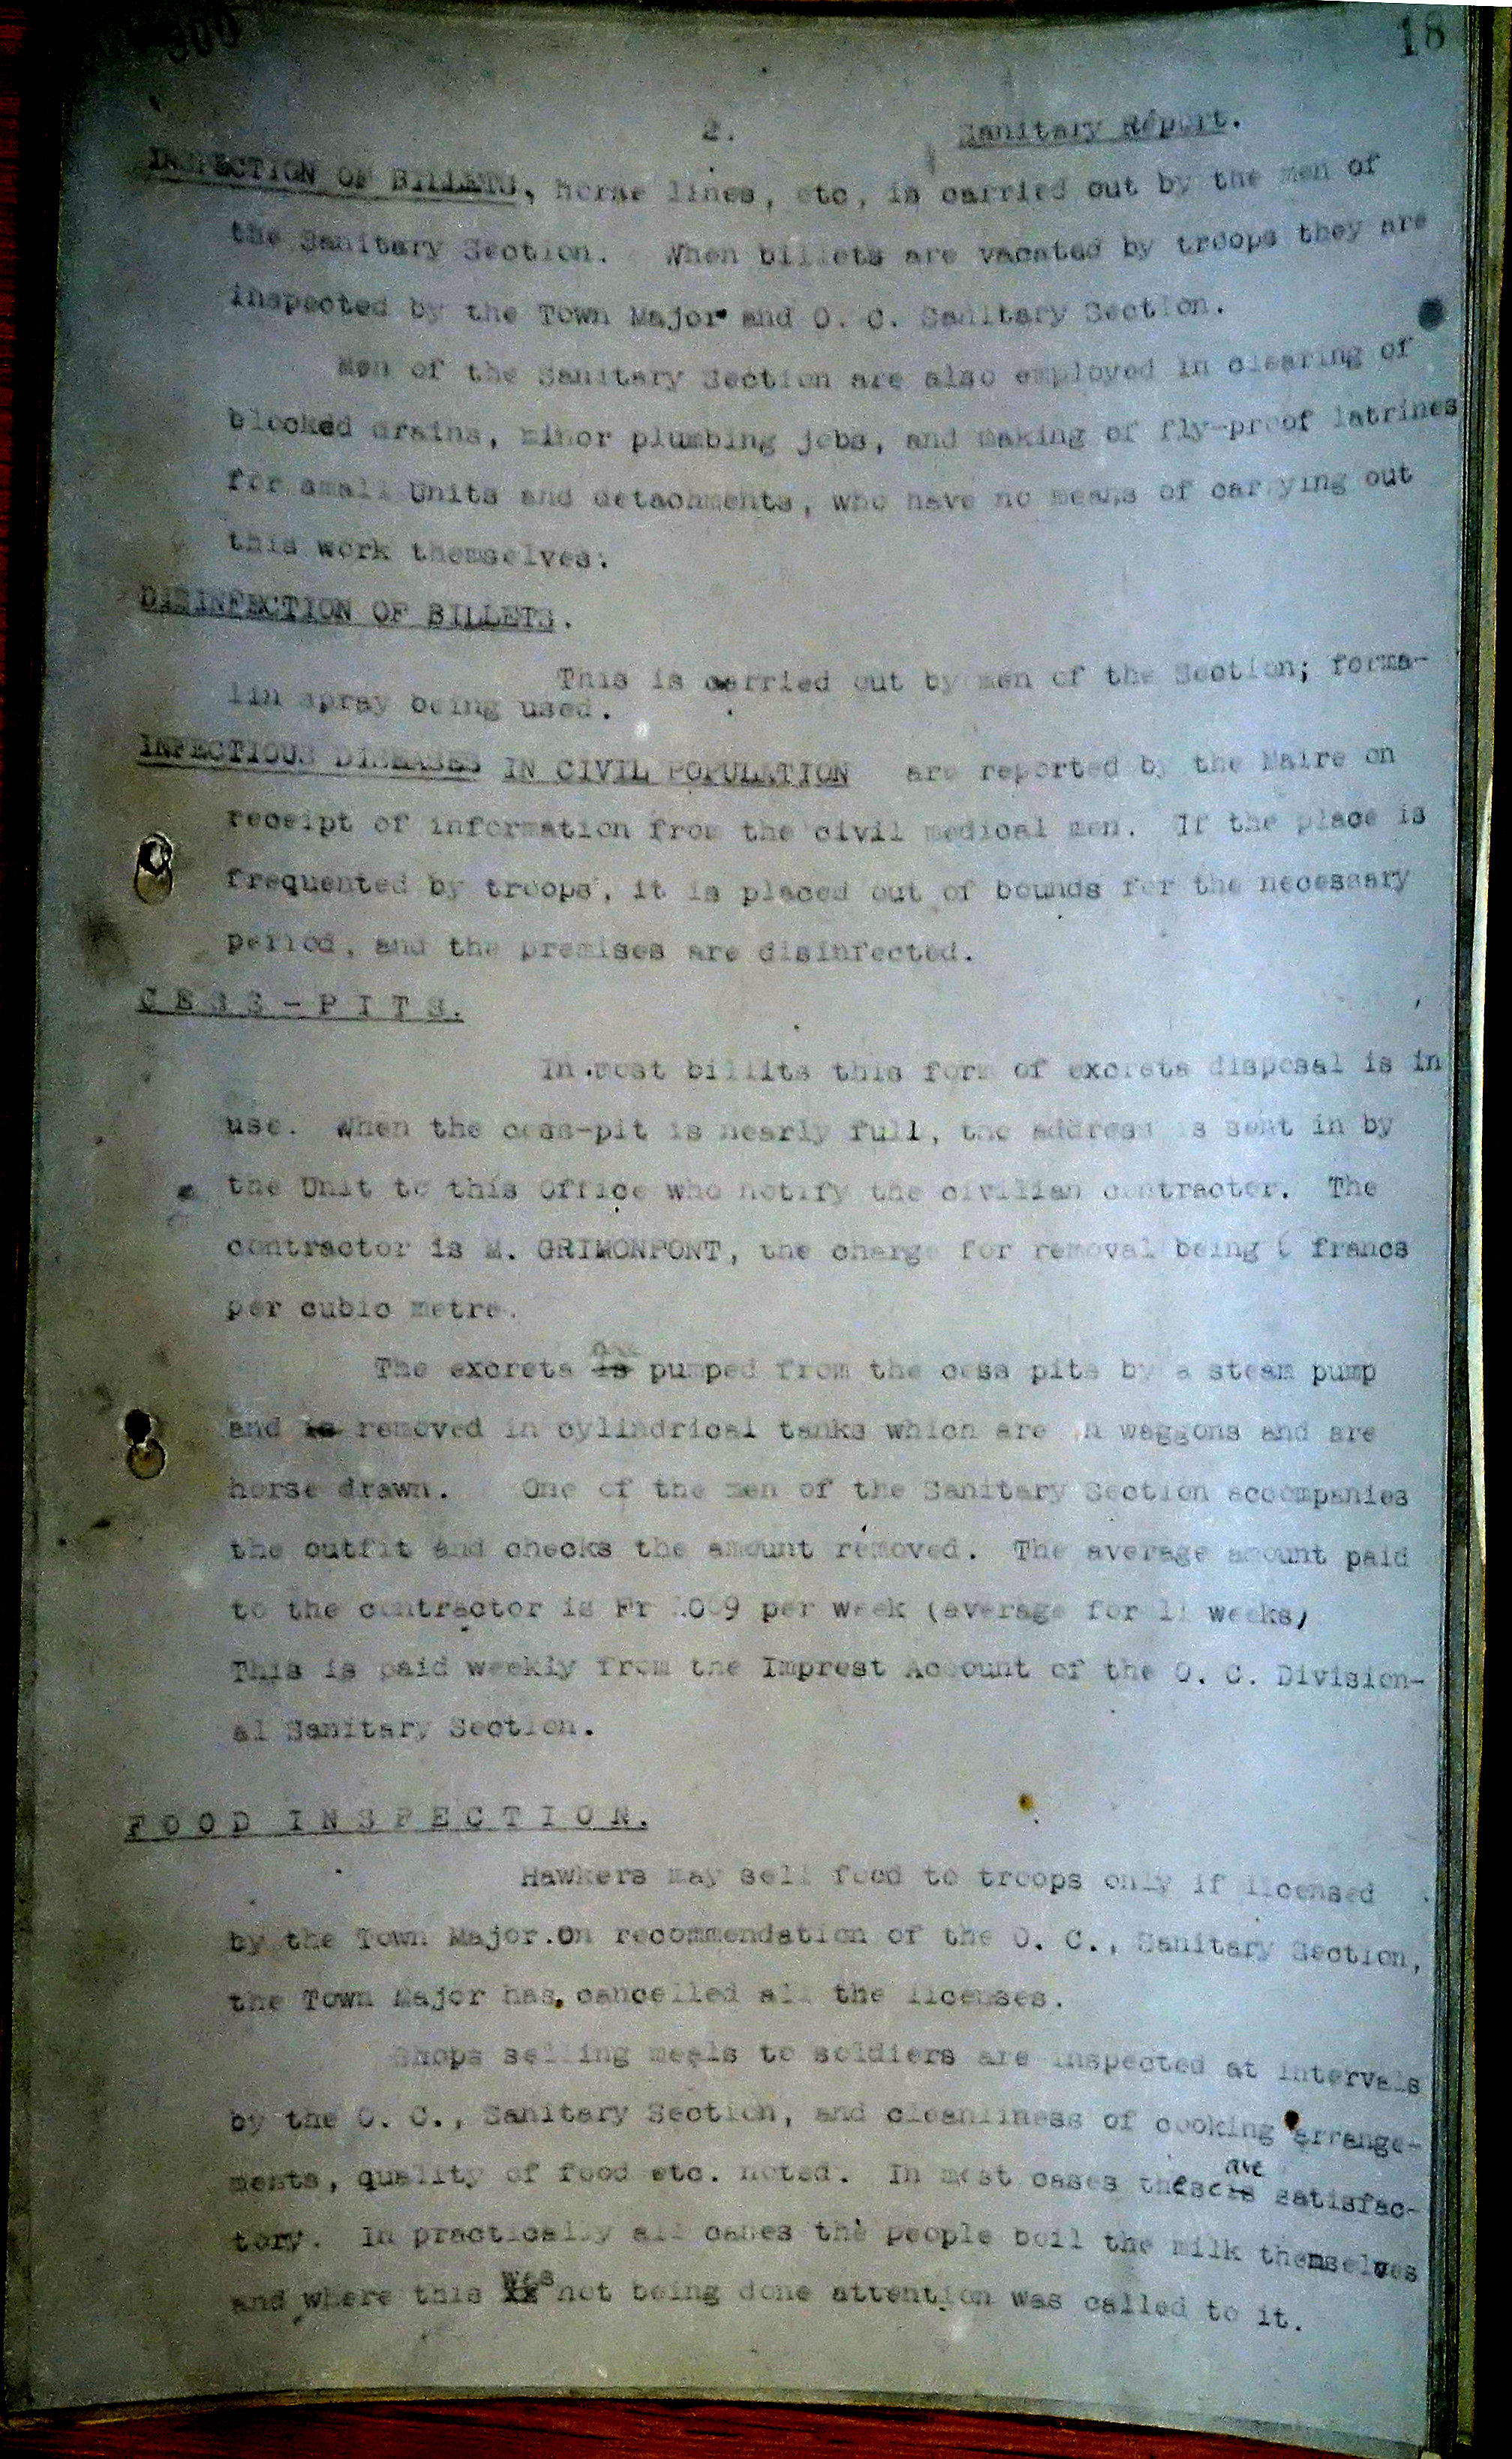 300
18
2. Sanitary Report.
INSPECTION OF BILLETS, horse lines, etc, is carried out by the men of
the Sanitary Section. When billets are vacated by troops they are
inspected by the Town Major and O. C. Sanitary Section.
Men of the Sanitary Section are also employed in clearing of
blocked drains, minor plumbing jobs, and making of fly-proof latrines
for small Units and detachments, who have no means of carrying out
this work themselves.
DISINFECTION OF BILLETS.
This is carried out by men of the Section; forma-
lin spray being used.
INFECTIOUS DISEASES IN CIVIL POPULATION are reported by the Maire on
receipt of information from the civil medical men. If the place is
frequented by troops, it is placed out of bounds for the necessary
period, and the premises are disinfected.
CESS-PITS.
In most billits this form of excreta disposal is in
use. When the cess-pit is nearly full, the address is sent in by
the Unit to this Office who notify the civilian contractor. The
contractor is M. GRIMONPONT, the charge for removal being francs
per cubic metre.
The excreta are is pumped from the cess pits by a steam pump
and is removed in cylindrical tanks which are on waggons and are
horse drawn. One of the men of the Sanitary Section accompanies
the outfit and checks the amount removed. The average amount paid
to the contractor is Fr per week (average for weeks)
This is paid weekly from the Imprest Account of the O. C. Division-
al Sanitary Section.
FOOD INSPECTION.
Hawkers may sell food to troops only if licensed
by the Town Major.On recommendation of the O. C., Sanitary Section,
the Town Major has, cancelled all the licenses.
Shops selling meals to soldiers are inspected at intervals
by the O. C., Sanitary Section, and cleanliness of cooking arrange-
ments, quality of food etc. noted. In most cases these are is satisfac-
tory. In practically all cases the people boil the milk themselves
and where this was not being done attention was called to it.